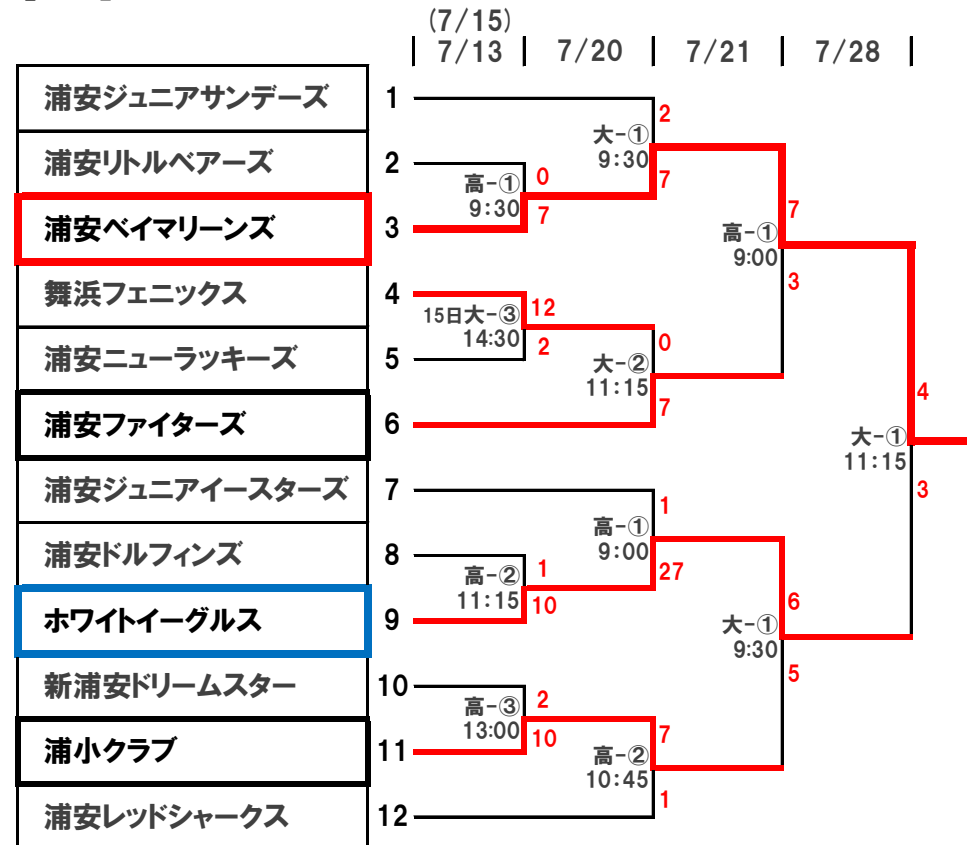 (7/15)
7/13 7/20 7/21 7/28
浦安ジュニアサンデーズ 1
2
大-①
9:30
浦安リトルベアーズ 2
高-① 0
7
9:30 7
浦安ベイマリーンズ 3
7
高-①
9:00
舞浜フェニックス 4
3
15日大-③ 12
14:30 2
0
浦安ニューラッキーズ 5
大-②
11:15
4
浦安ファイターズ 6
7
大-①
11:15
浦安ジュニアイースターズ 7
3
1
高-①
9:00
浦安ドルフィンズ 8
高-② 1
27
11:15 10
6
ホワイトイーグルス 9
大-①
9:30
新浦安ドリームスター 10
5
高-③ 2
13:00 10
7
浦小クラブ 11
高-②
10:45
1
浦安レッドシャークス 12